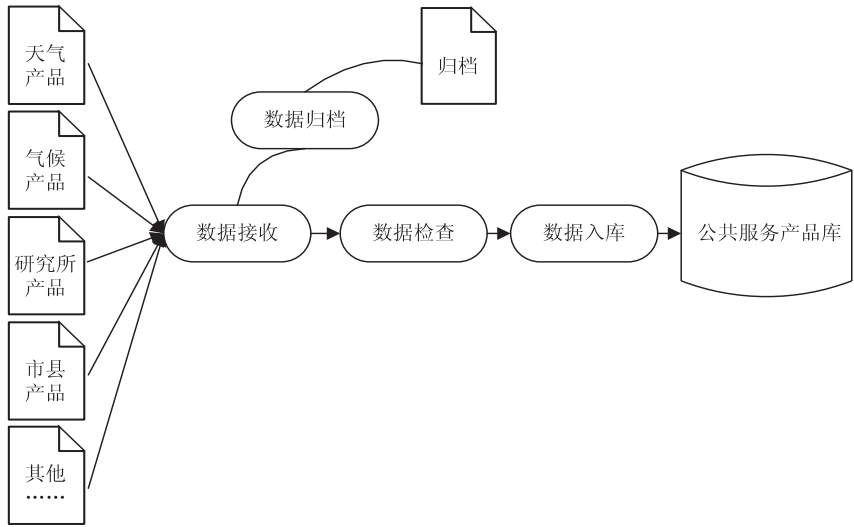 天气
产品
归档
数据归档
气候
产品
数据接收
数据检查
数据入库
公共服务产品库
研究所
产品
市县
产品
其他
……